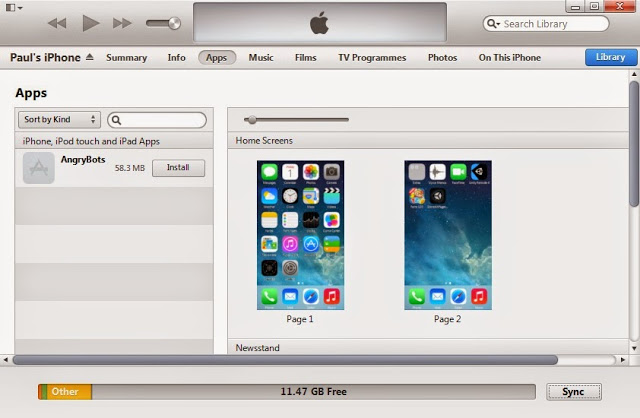 Search Library
Paul's iPhone Summary Info Apps Music Films TV Programmes Photos On This iPhone Library
Apps
Sort by Kind
iPhone, iPod touch and iPad Apps
AngryBots
58.3 MB
Install
Home Screens
Page 1
Page 2
Newsstand
Other
11.47 GB Free
Sync